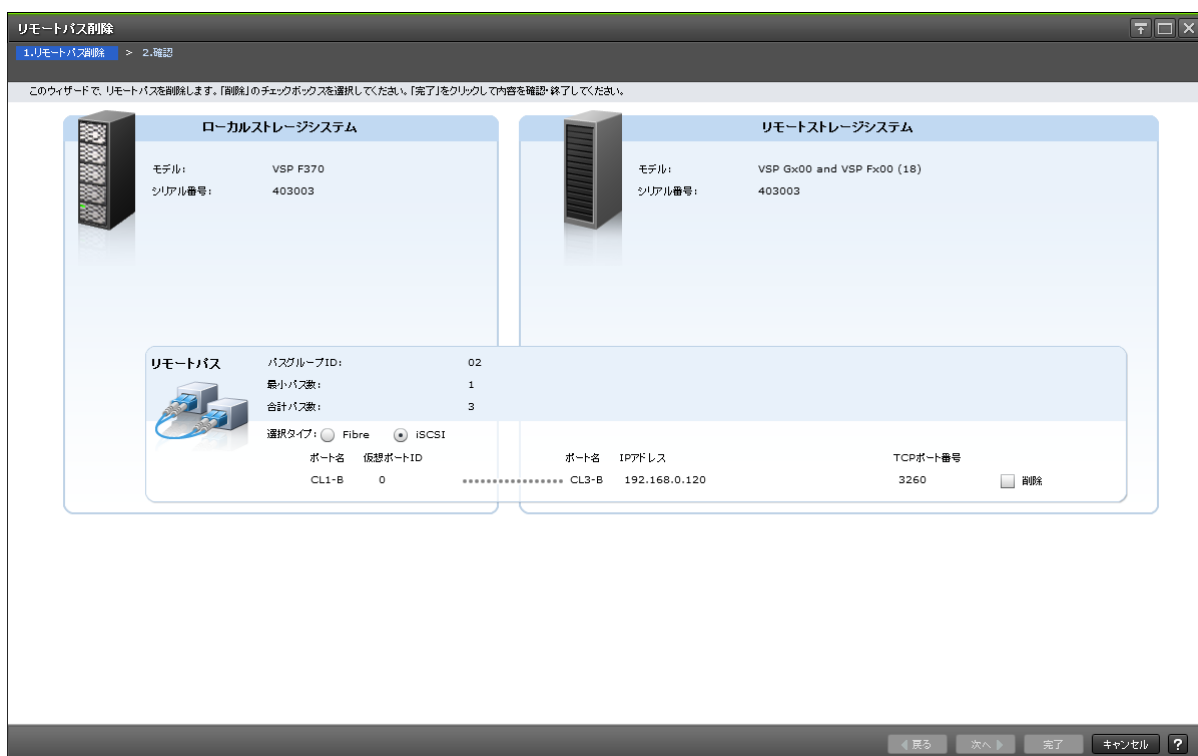 リモートパス削除
1.リモートパス削除 > 2.確認
このウィザードで、リモートパスを削除します。「削除」のチェックボックスを選択してください。「完了」をクリックして内容を確認・終了してください。
ローカルストレージシステム
モデル: VSP F370
シリアル番号: 403003
リモートストレージシステム
モデル: VSP Gx00 and VSP Fx00 (18)
シリアル番号: 403003
リモートパス
パスグループID: 02
最小パス数: 1
合計パス数: 3
選択タイプ: Fibre iSCSI
ポート名 仮想ポートID ポート名 IPアドレス TCPポート番号
CL1-B 0 CL3-B 192.168.0.120 3260 削除
戻る 次へ 完了 キャンセル ?